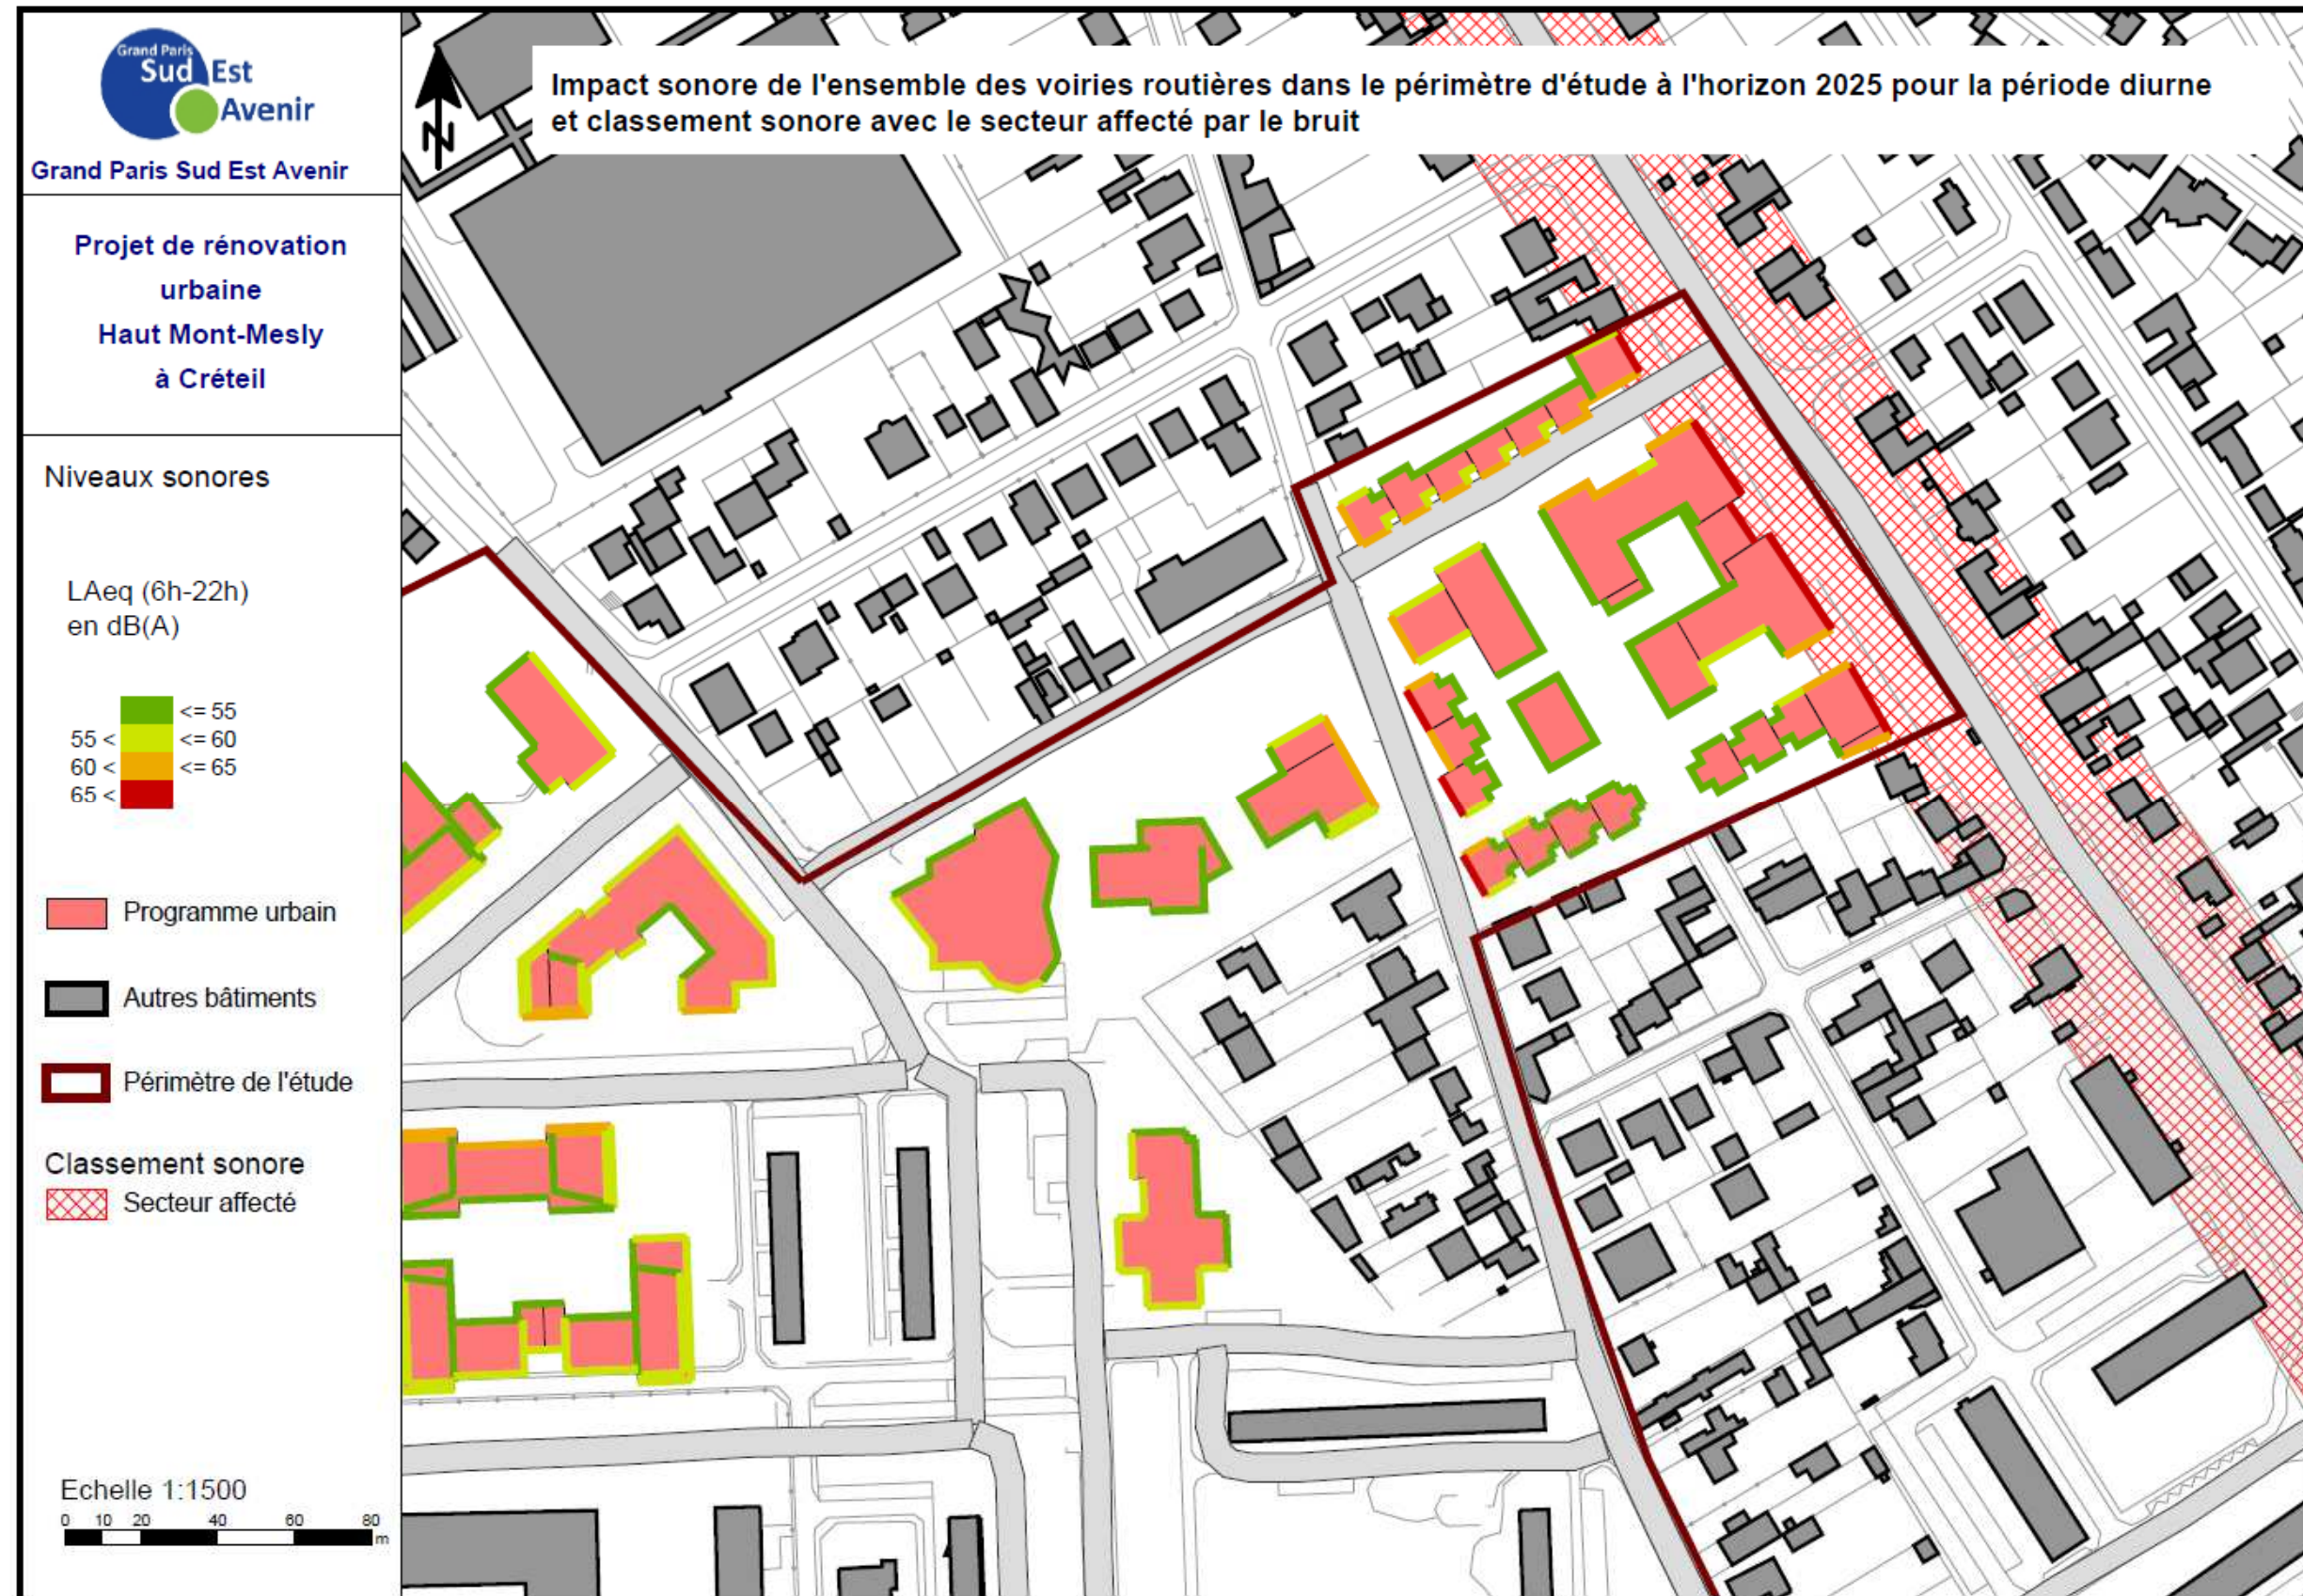 Grand Paris
Sud Est
Avenir
Grand Paris Sud Est Avenir
Projet de rénovation
urbaine
Haut Mont-Mesly
à Créteil
Niveaux sonores
LAeq (6h-22h)
en dB(A)
<= 55
55 < <= 60
60 < <= 65
65 <
Programme urbain
Autres bâtiments
Périmètre de l'étude
Classement sonore
Secteur affecté
Echelle 1:1500
0 10 20 40 60 80
m
N
Impact sonore de l'ensemble des voiries routières dans le périmètre d'étude à l'horizon 2025 pour la période diurne
et classement sonore avec le secteur affecté par le bruit